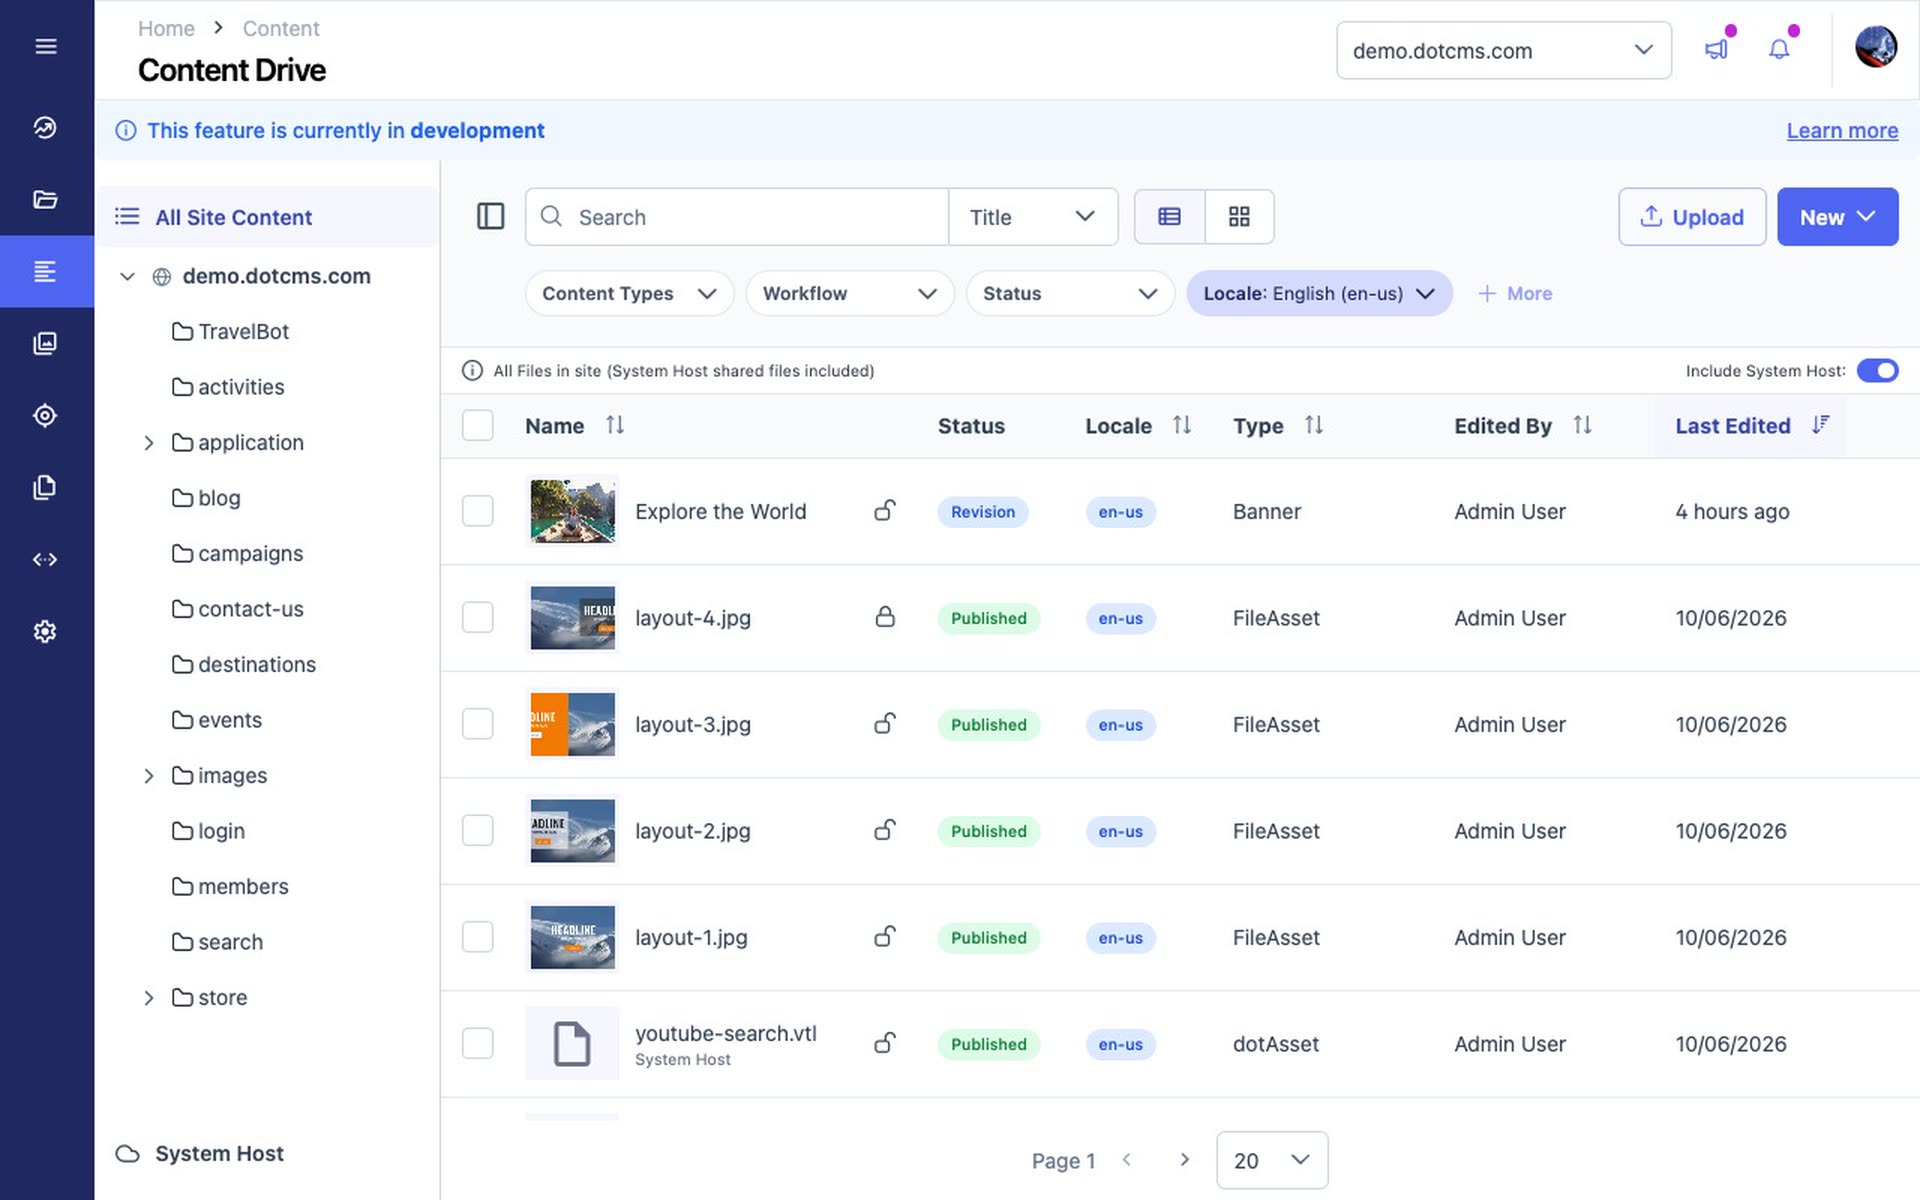 Home > Content
Content Drive
demo.dotcms.com
This feature is currently in development
Learn more
All Site Content
demo.dotcms.com
TravelBot
activities
application
blog
campaigns
contact-us
destinations
events
images
login
members
search
store
System Host
Search
Title
Upload
New
Content Types
Workflow
Status
Locale: English (en-us)
More
All Files in site (System Host shared files included)
Include System Host:
Name Status Locale Type Edited By Last Edited
Explore the World Revision en-us Banner Admin User 4 hours ago
HEADLI
layout-4.jpg Published en-us FileAsset Admin User 10/06/2026
DLINE
layout-3.jpg Published en-us FileAsset Admin User 10/06/2026
ADLINE
layout-2.jpg Published en-us FileAsset Admin User 10/06/2026
HEADLINE
layout-1.jpg Published en-us FileAsset Admin User 10/06/2026
youtube-search.vtl Published en-us dotAsset Admin User 10/06/2026
System Host
Page 1
20